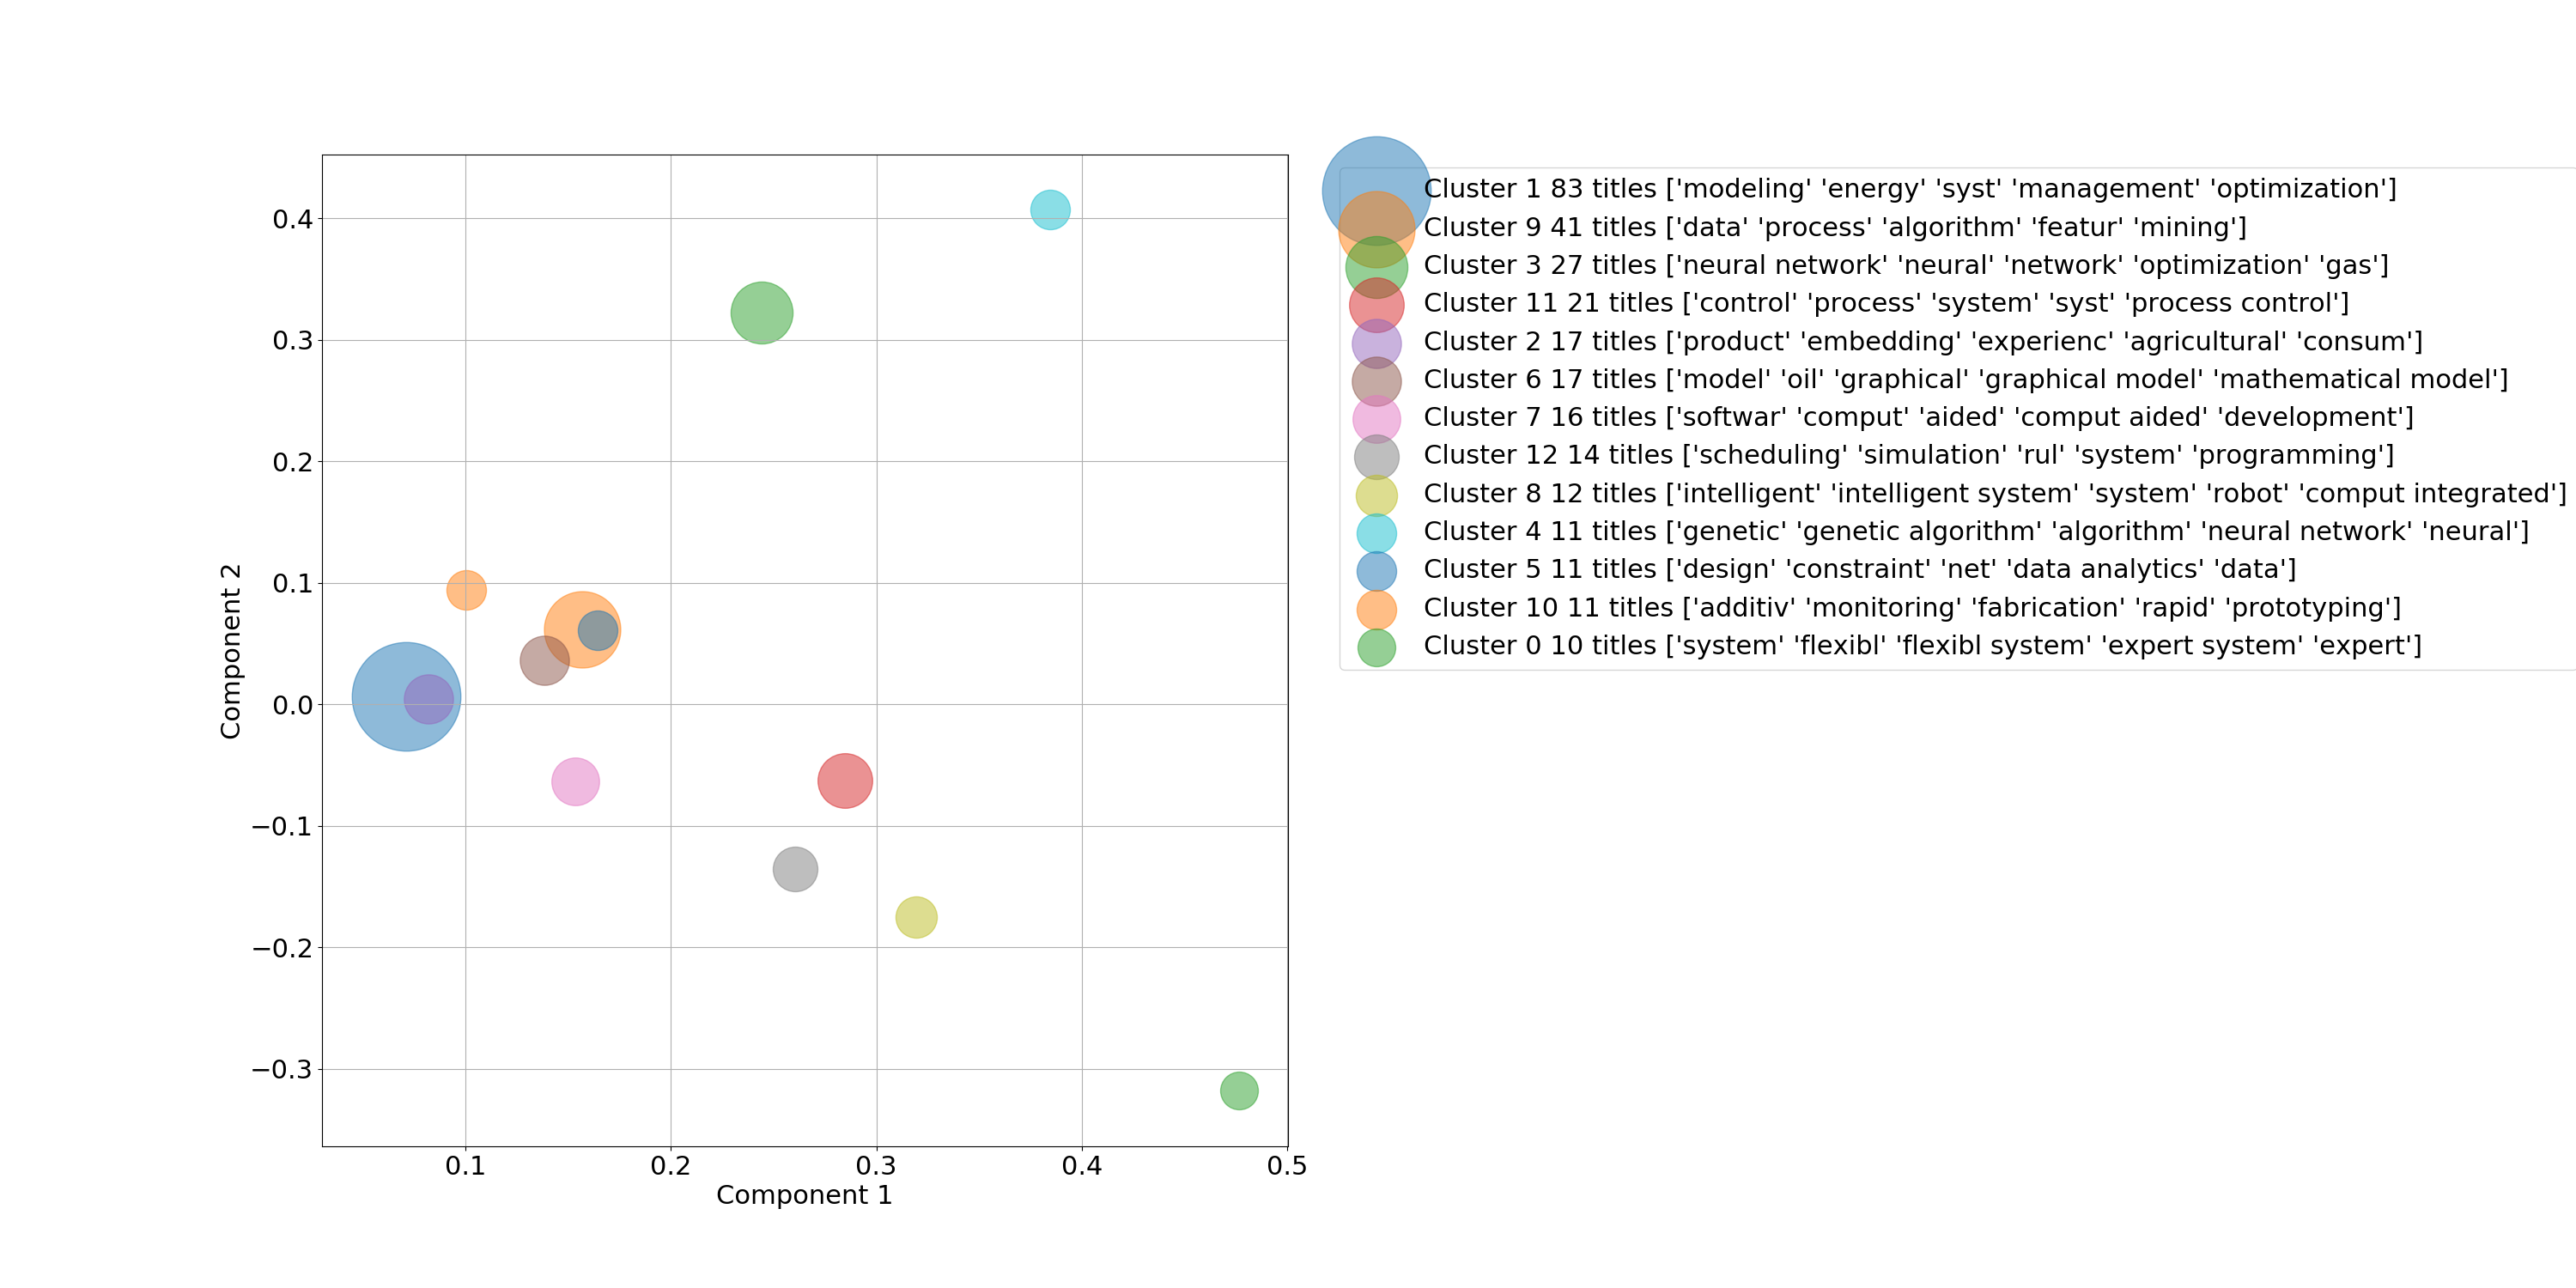 Cluster 1 83 titles ['modeling' 'energy' 'syst' 'management' 'optimization']
Cluster 9 41 titles ['data' 'process' 'algorithm' 'featur' 'mining']
Cluster 3 27 titles ['neural network' 'neural' 'network' 'optimization' 'gas']
Cluster 11 21 titles ['control' 'process' 'system' 'syst' 'process control']
Cluster 2 17 titles ['product' 'embedding' 'experienc' 'agricultural' 'consum']
Cluster 6 17 titles ['model' 'oil' 'graphical' 'graphical model' 'mathematical model']
Cluster 7 16 titles ['softwar' 'comput' 'aided' 'comput aided' 'development']
Cluster 12 14 titles ['scheduling' 'simulation' 'rul' 'system' 'programming']
Cluster 8 12 titles ['intelligent' 'intelligent system' 'system' 'robot' 'comput integrated']
Cluster 4 11 titles ['genetic' 'genetic algorithm' 'algorithm' 'neural network' 'neural']
Cluster 5 11 titles ['design' 'constraint' 'net' 'data analytics' 'data']
Cluster 10 11 titles ['additiv' 'monitoring' 'fabrication' 'rapid' 'prototyping']
Cluster 0 10 titles ['system' 'flexibl' 'flexibl system' 'expert system' 'expert']
Component 2
0.4
0.3
0.2
0.1
0.0
−0.1
−0.2
−0.3
0.1 0.2 0.3 0.4 0.5
Component 1